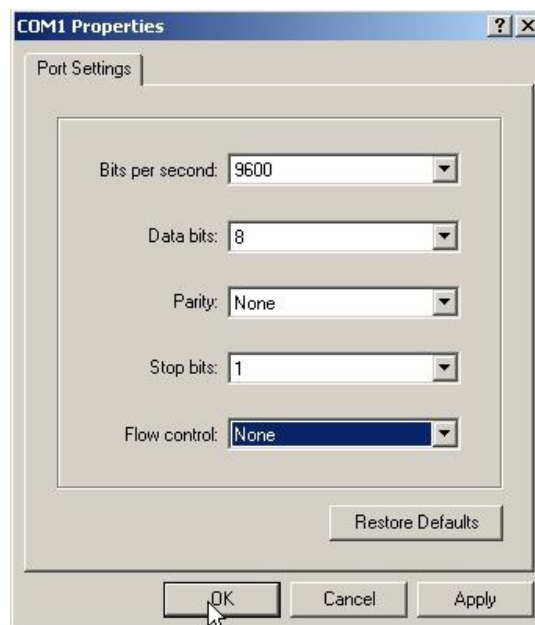 COM1 Properties
Port Settings
Bits per second: 9600
Data bits: 8
Parity: None
Stop bits: 1
Flow control: None
Restore Defaults
OK Cancel Apply